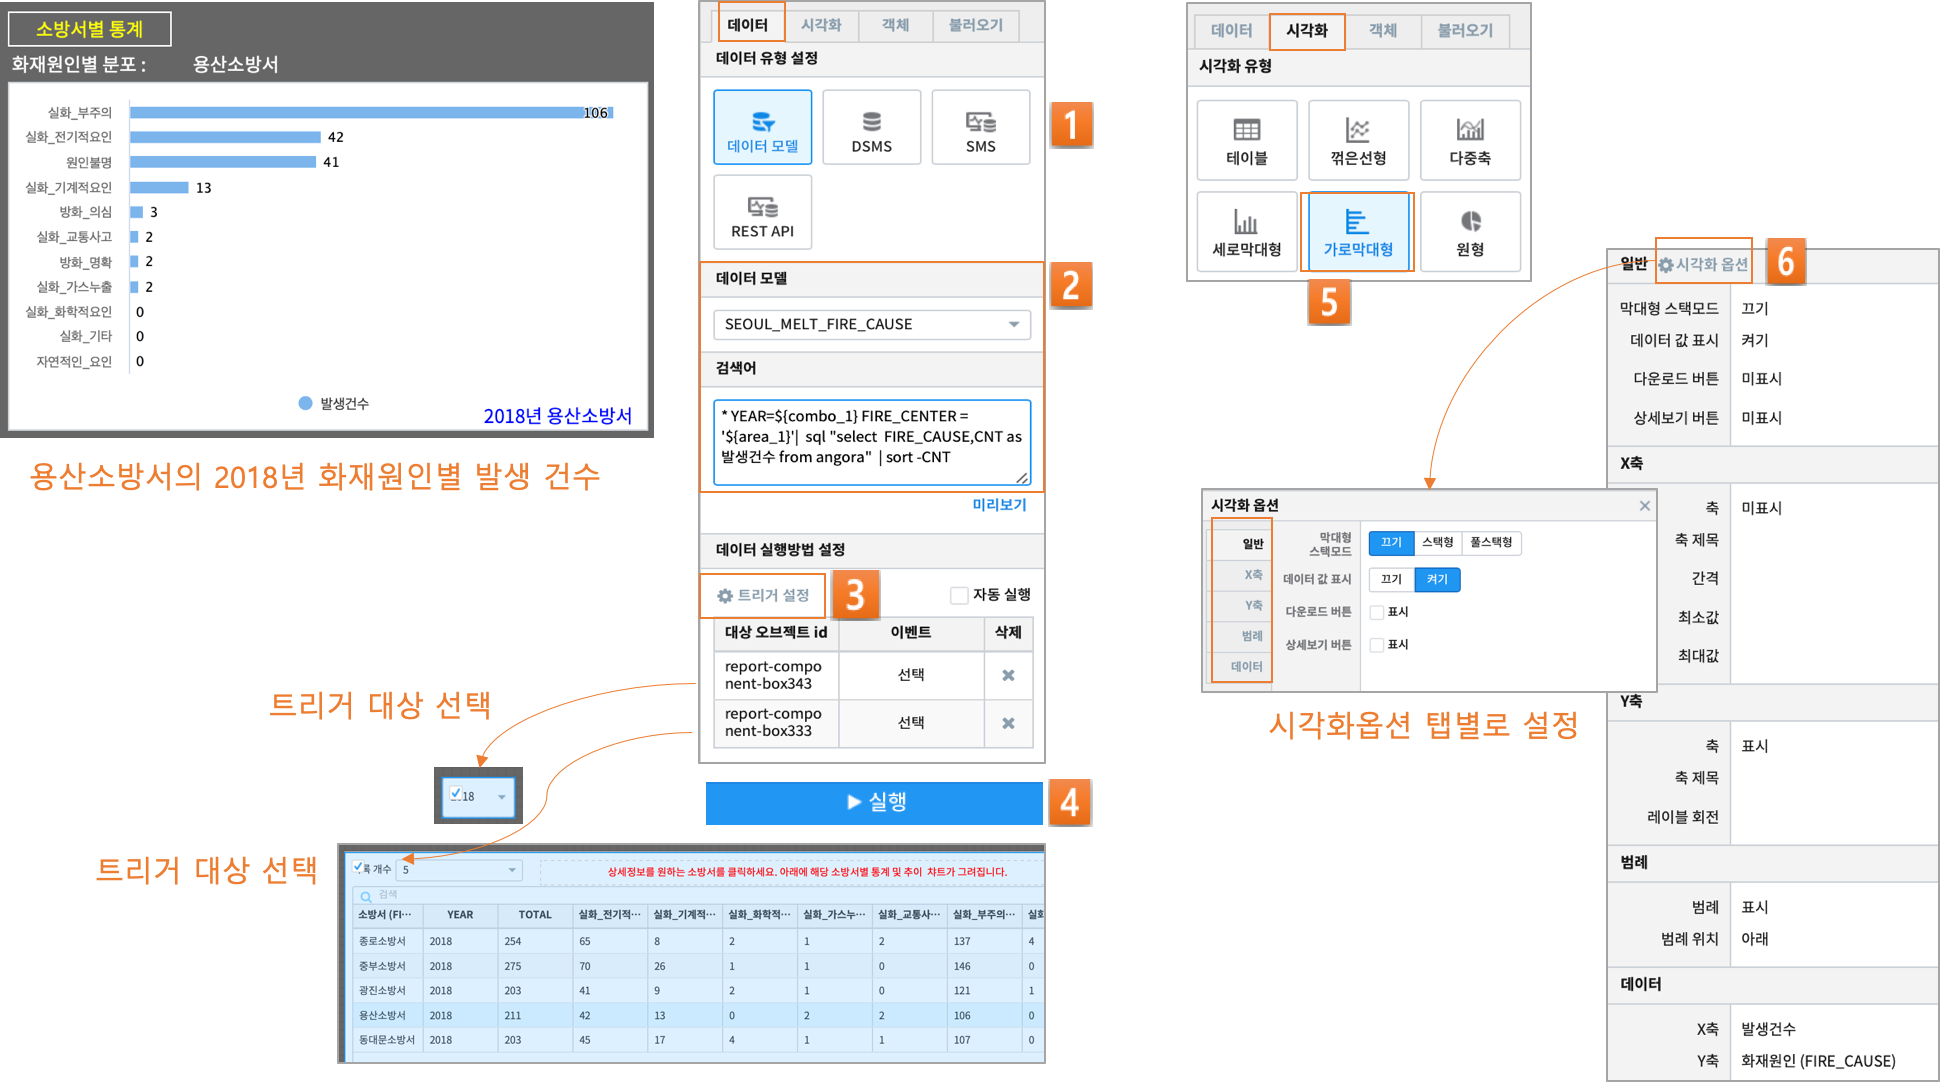 소방서별 통계
화재원인별 분포 : 용산소방서
실화_부주의 106
실화_전기적요인 42
원인불명 41
실화_기계적요인 13
방화_의심 3
실화_교통사고 2
방화_명확 2
실화_가스누출 2
실화_화학적요인 0
실화_기타 0
자연적인_요인 0
발생건수
2018년 용산소방서
용산소방서의 2018년 화재원인별 발생 건수
데이터 시각화 객체 불러오기
데이터 유형 설정
데이터 모델 DSMS SMS
REST API
1
데이터 모델
2
SEOUL_MELT_FIRE_CAUSE
검색어
* YEAR=${combo_1} FIRE_CENTER =
'${area_1}'| sql "select FIRE_CAUSE,CNT as
발생건수 from angora" | sort -CNT
미리보기
데이터 실행방법 설정
트리거 설정 자동 실행
3
대상 오브젝트 id 이벤트 삭제
report-compo
nent-box343 선택
report-compo
nent-box333 선택
실행
4
트리거 대상 선택
트리거 대상 선택
개수 5
상세정보를 원하는 소방서를 클릭하세요. 아래에 해당 소방서별 통계 및 추이 챠트가 그려집니다.
검색
소방서 (FI··· YEAR TOTAL 실화_전기적··· 실화_기계적··· 실화_화학적··· 실화_가스누··· 실화_교통사··· 실화_부주의··· 실화
종로소방서 2018 254 65 8 2 1 2 137 4
중부소방서 2018 275 70 26 1 1 0 146 0
광진소방서 2018 203 41 9 2 1 0 121 1
용산소방서 2018 211 42 13 0 2 2 106 0
동대문소방서 2018 203 45 17 4 1 1 107 0
데이터 시각화 객체 불러오기
시각화 유형
테이블 꺾은선형 다중축
세로막대형 가로막대형 원형
5
시각화 옵션
일반
막대형
스택모드 끄기 스택형 풀스택형
X축
데이터 값 표시 끄기 켜기
Y축
다운로드 버튼 표시
범례
상세보기 버튼 표시
데이터
시각화옵션 탭별로 설정
일반 시각화 옵션
6
막대형 스택모드 끄기
데이터 값 표시 켜기
다운로드 버튼 미표시
상세보기 버튼 미표시
X축
축 미표시
축 제목
간격
최소값
최대값
Y축
축 표시
축 제목
레이블 회전
범례
범례 표시
범례 위치 아래
데이터
X축 발생건수
Y축 화재원인 (FIRE_CAUSE)